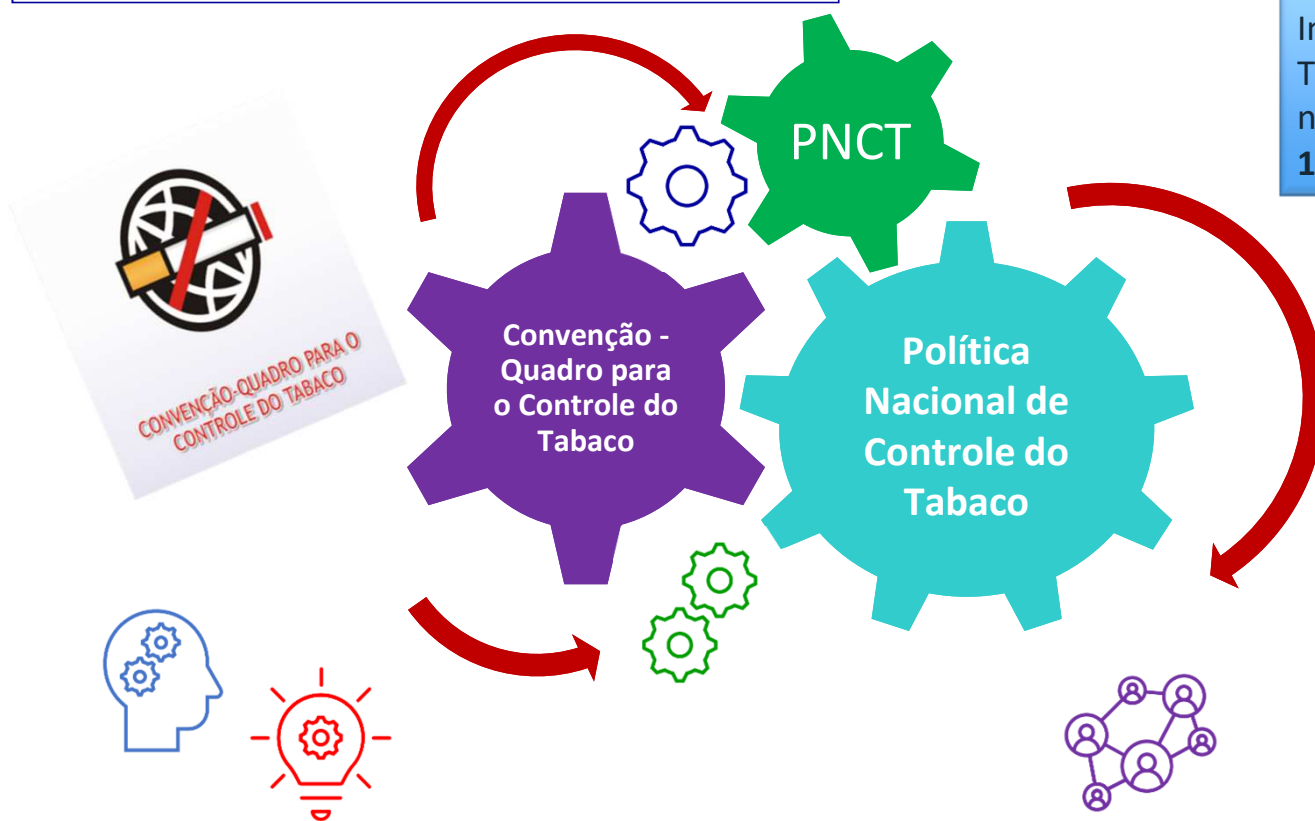 PNCT
CONVENÇÃO-QUADRO PARA O
CONTROLE DO TABACO
Convenção -
Quadro para
o Controle do
Tabaco
Política
Nacional de
Controle do
Tabaco